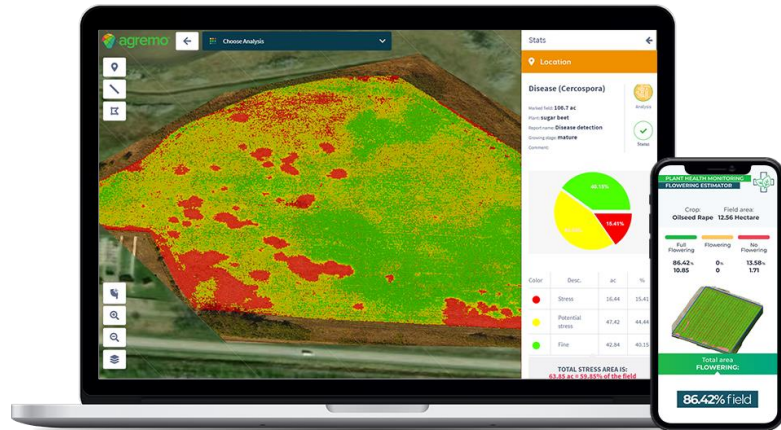 agremo
Choose Analysis
Stats
Location
Disease (Cercospora)
Marked field: 106.7 ac
Plant: sugar beet
Report name: Disease detection
Growing stage: mature
Comment:
Analysis
Status
40.15%
15.41%
Color Desc. ac %
Stress 16.44 15.41
Potential
stress 47.42 44.44
Fine 42.84 40.15
TOTAL STRESS AREA IS:
63.85 ac = 59.85% of the field
PLANT HEALTH MONITORING
FLOWERING ESTIMATOR
Crop: Field area:
Oilseed Rape 12.56 Hectare
Full
Flowering
Flowering
No
Flowering
86.42% 0% 13.58%
10.85 0 1.71
Total area
FLOWERING:
86.42% field